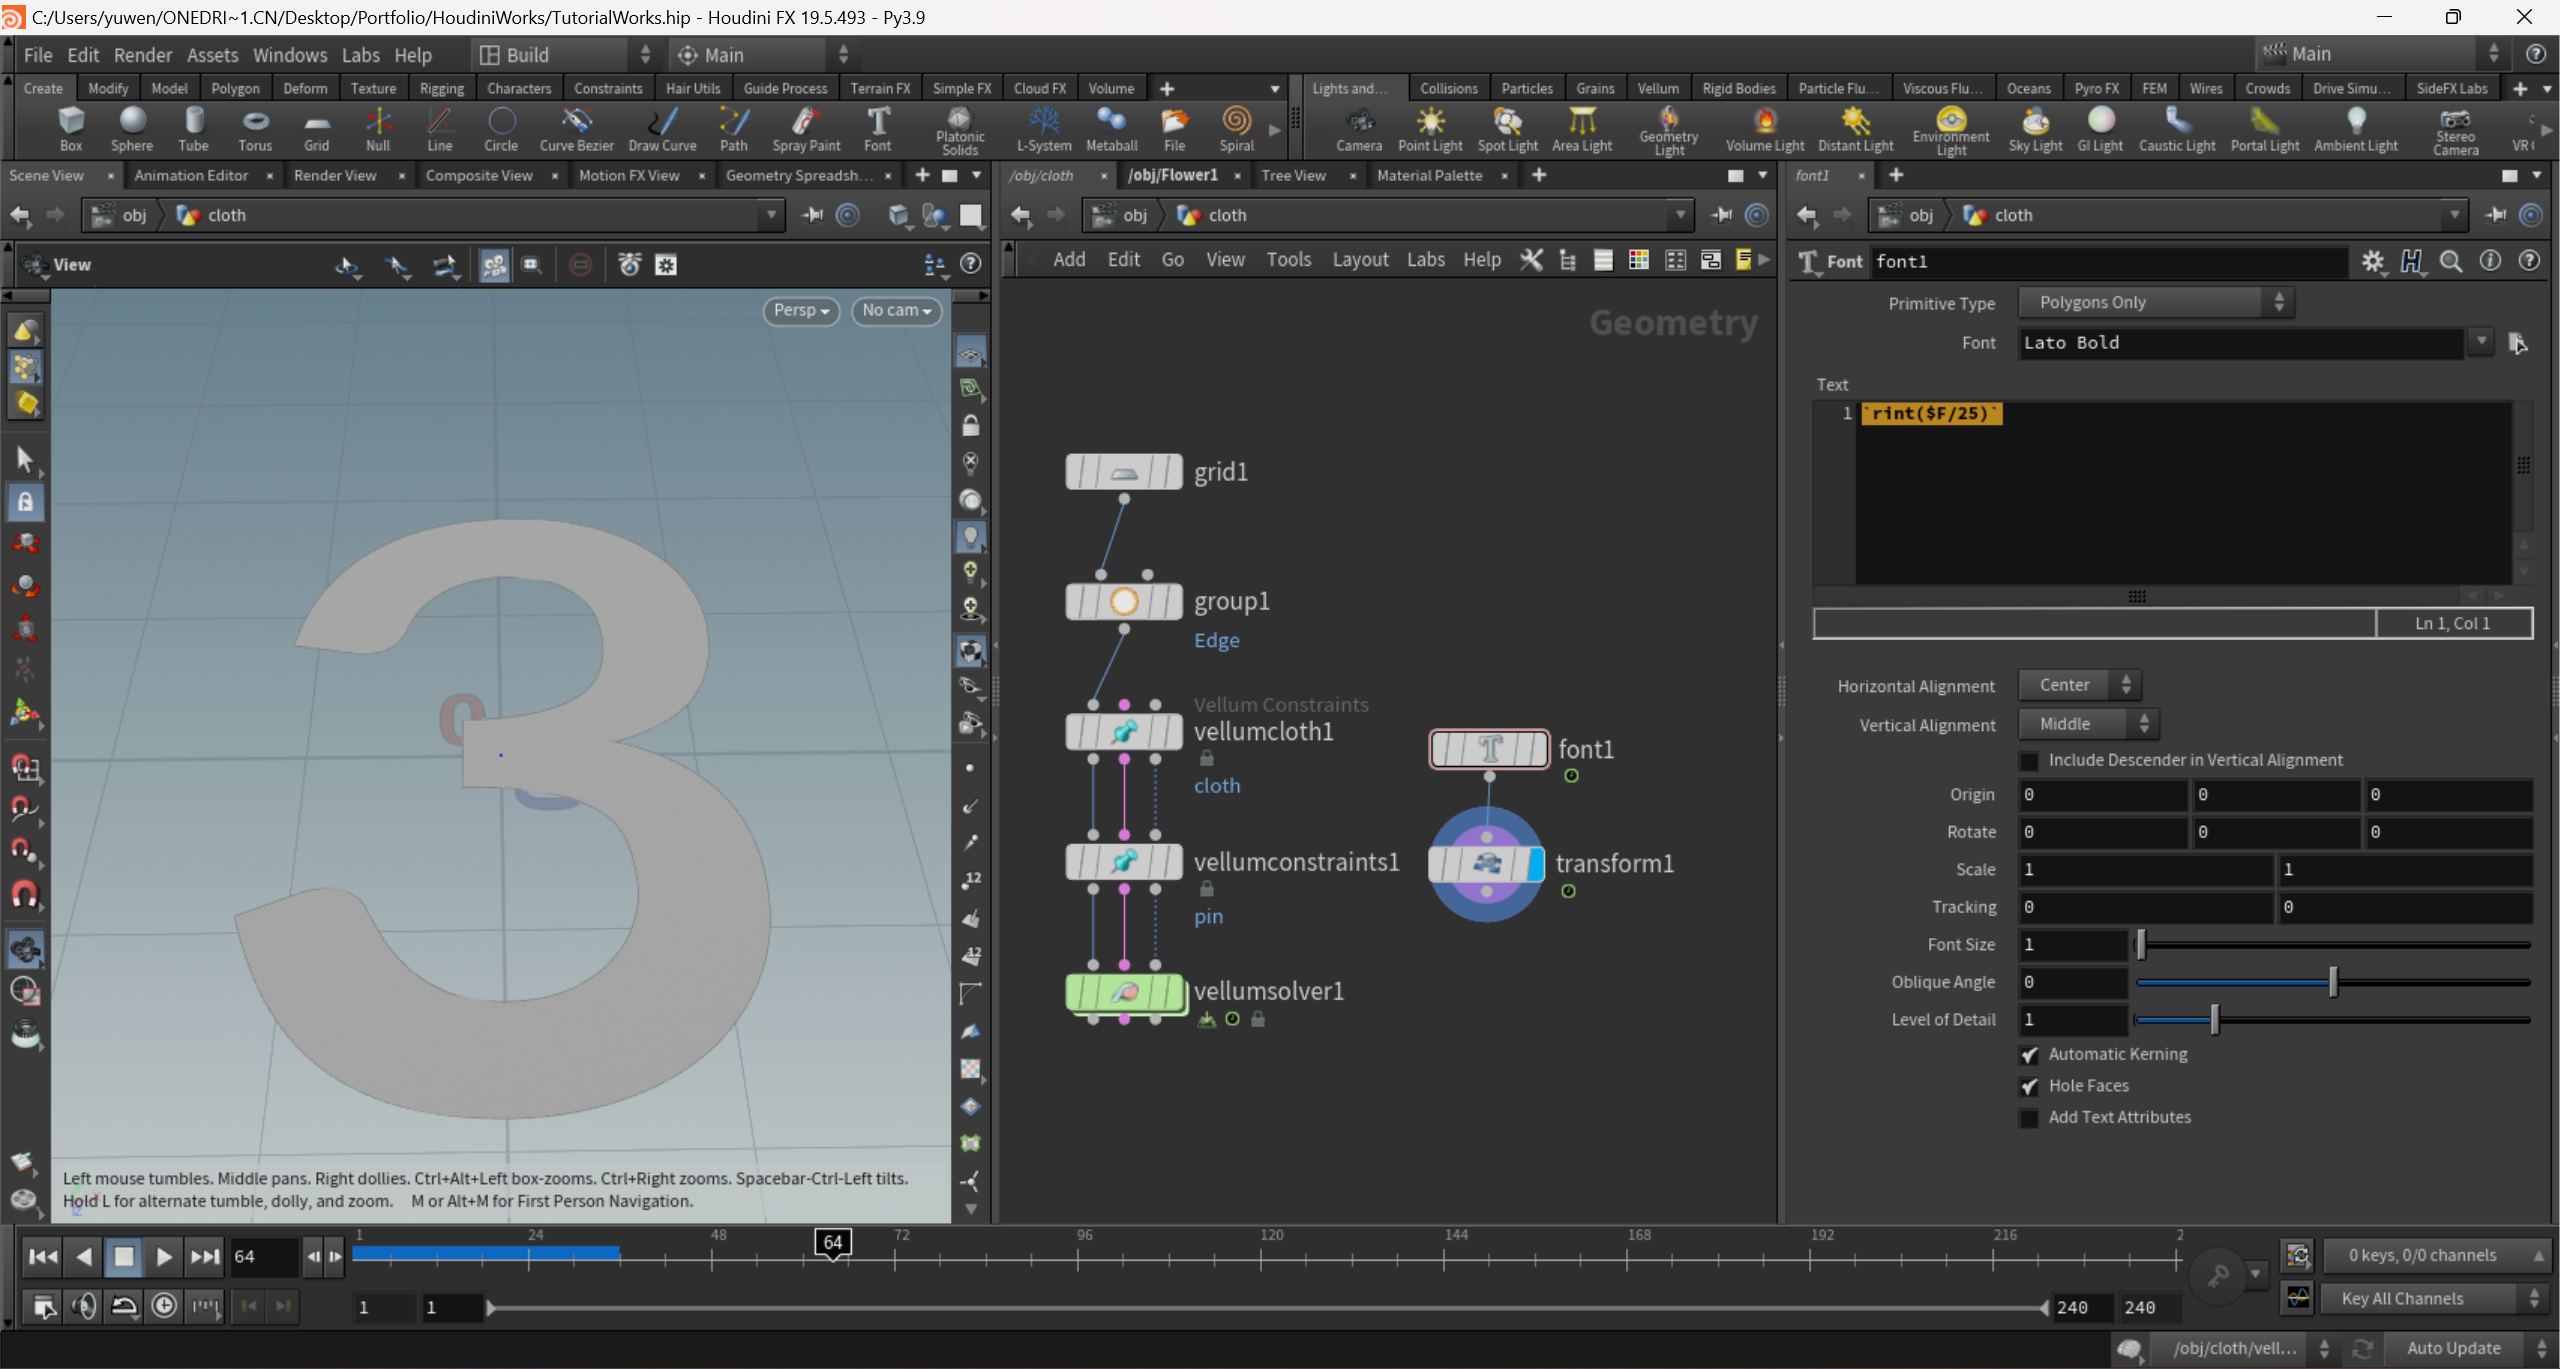 C:/Users/yuwen/ONEDRI~1.CN/Desktop/Portfolio/HoudiniWorks/TutorialWorks.hip - Houdini FX 19.5.493 - Py3.9
File Edit Render Assets Windows Labs Help Build Main Main
Create Modify Model Polygon Deform Texture Rigging Characters Constraints Hair Utils Guide Process Terrain FX Simple FX Cloud FX Volume
Lights and... Collisions Particles Grains Vellum Rigid Bodies Particle Flu... Viscous Flu... Oceans Pyro FX FEM Wires Crowds Drive Simu... SideFX Labs
Box Sphere Tube Torus Grid Null Line Circle Curve Bezier Draw Curve Path Spray Paint Font Platonic Solids L-System Metaball File Spiral
Camera Point Light Spot Light Area Light Geometry Light Volume Light Distant Light Environment Light Sky Light GI Light Caustic Light Portal Light Ambient Light Stereo Camera
Scene View Animation Editor Render View Composite View Motion FX View Geometry Spreadsh...
/obj/cloth /obj/Flower1 Tree View Material Palette
font1
obj cloth
obj cloth
obj cloth
View
Add Edit Go View Tools Layout Labs Help
Font font1
Persp No cam
Geometry
3
0
12
12
grid1
group1
Edge
Vellum Constraints
vellumcloth1
cloth
vellumconstraints1
pin
vellumsolver1
font1
transform1
Primitive Type Polygons Only
Font Lato Bold
Text
1 `rint($F/25)`
Ln 1, Col 1
Horizontal Alignment Center
Vertical Alignment Middle
Include Descender in Vertical Alignment
Origin 0 0 0
Rotate 0 0 0
Scale 1 1
Tracking 0 0
Font Size 1
Oblique Angle 0
Level of Detail 1
Automatic Kerning
Hole Faces
Add Text Attributes
Left mouse tumbles. Middle pans. Right dollies. Ctrl+Alt+Left box-zooms. Ctrl+Right zooms. Spacebar-Ctrl-Left tilts.
Hold L for alternate tumble, dolly, and zoom. M or Alt+M for First Person Navigation.
64 1 24 48 64 72 96 120 144 168 192 216 2
0 keys, 0/0 channels
1 1 240 240
Key All Channels
/obj/cloth/vell... Auto Update